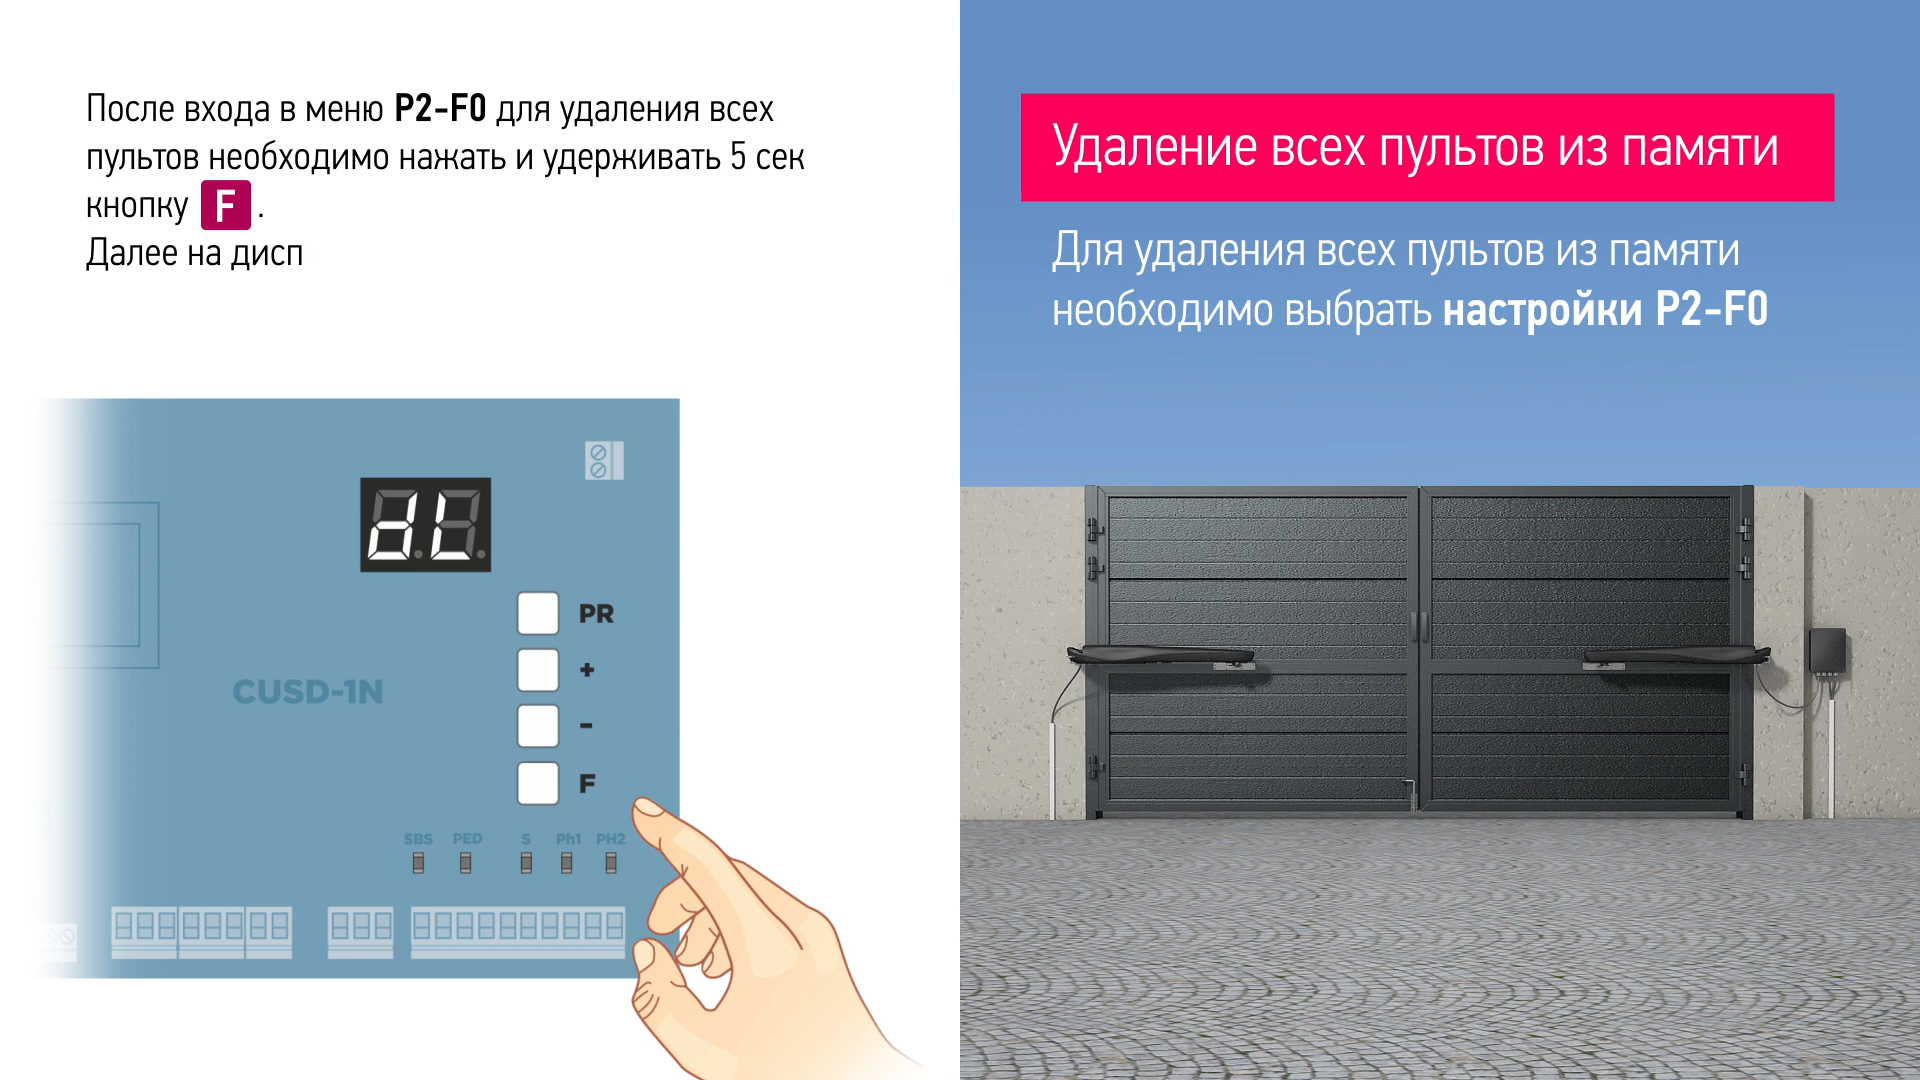 После входа в меню P2-F0 для удаления всех
пультов необходимо нажать и удерживать 5 сек
кнопку F .
Далее на дисп
dL
PR
+
-
F
CUSD-1N
SBS PED S Ph1 PH2
Удаление всех пультов из памяти
Для удаления всех пультов из памяти
необходимо выбрать настройки P2-F0